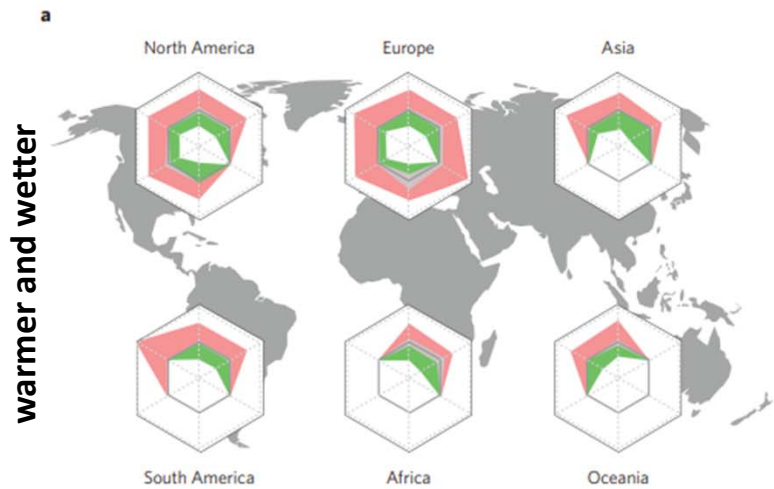 a
North America
Europe
Asia
warmer and wetter
South America
Africa
Oceania